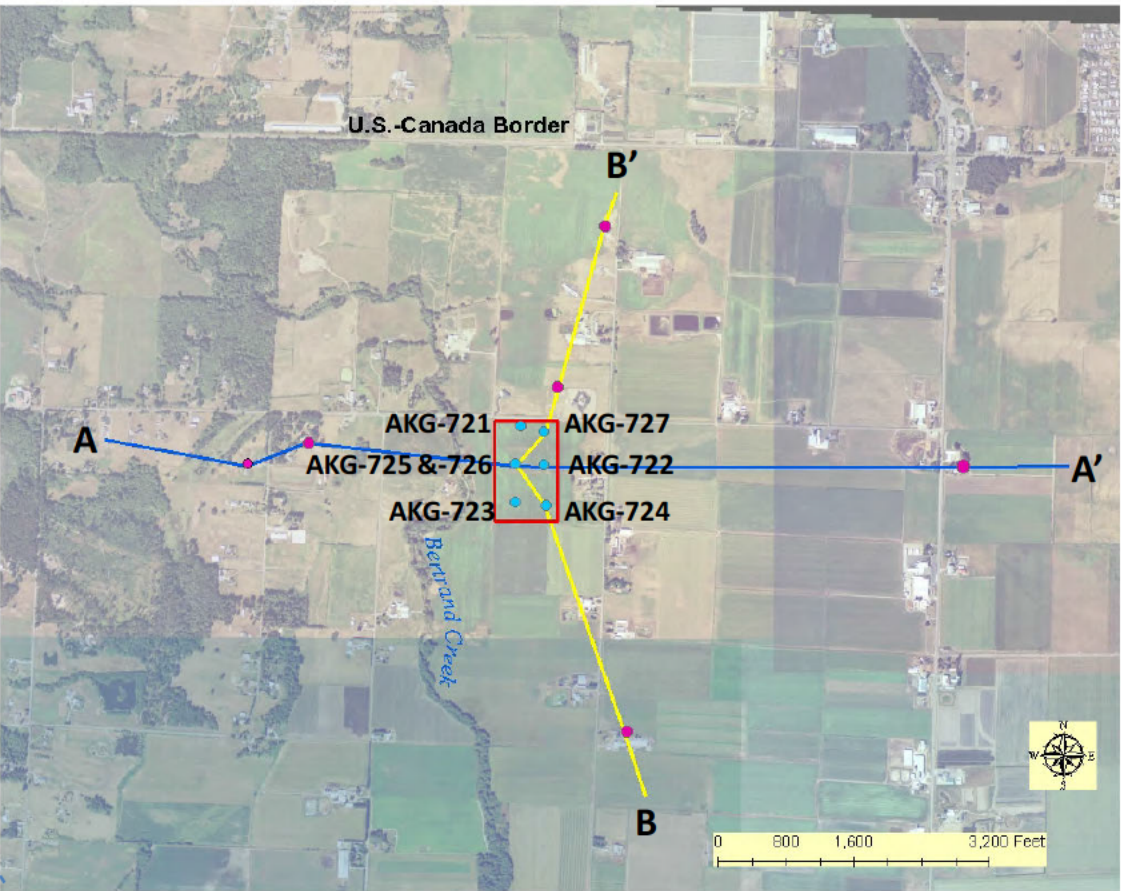 U.S.-Canada Border
B’
AKG-721 AKG-727
A AKG-725 &-726 AKG-722 A’
AKG-723 AKG-724
Bertrand Creek
N
W E
S
B
0 800 1,600 3,200 Feet